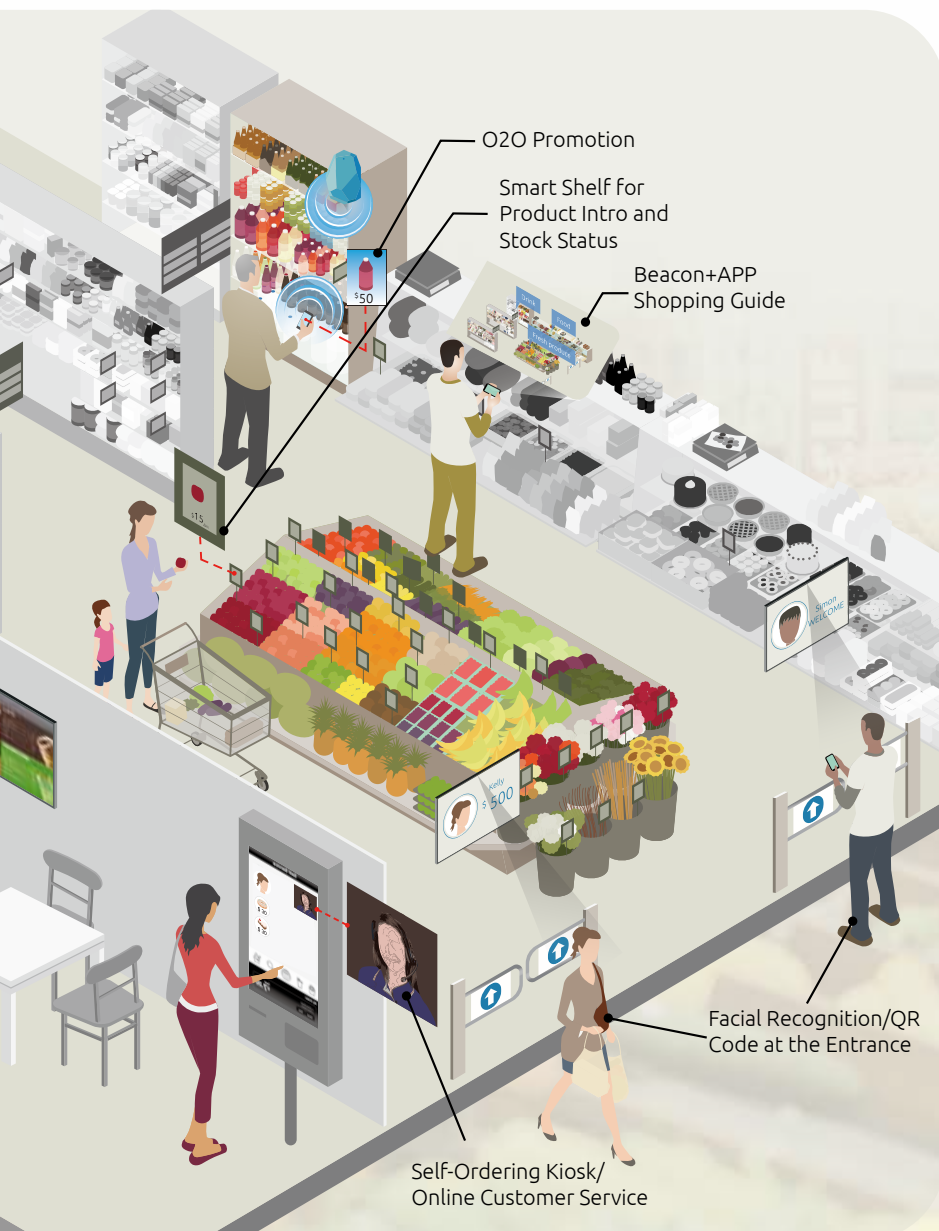 O2O Promotion
Smart Shelf for
Product Intro and
Stock Status
Beacon+APP
Shopping Guide
Drink
Food
Fresh produce
$50
$15
Simon
WELCOME
Kelly
$ 500
$ 30
Facial Recognition/QR
Code at the Entrance
Self-Ordering Kiosk/
Online Customer Service